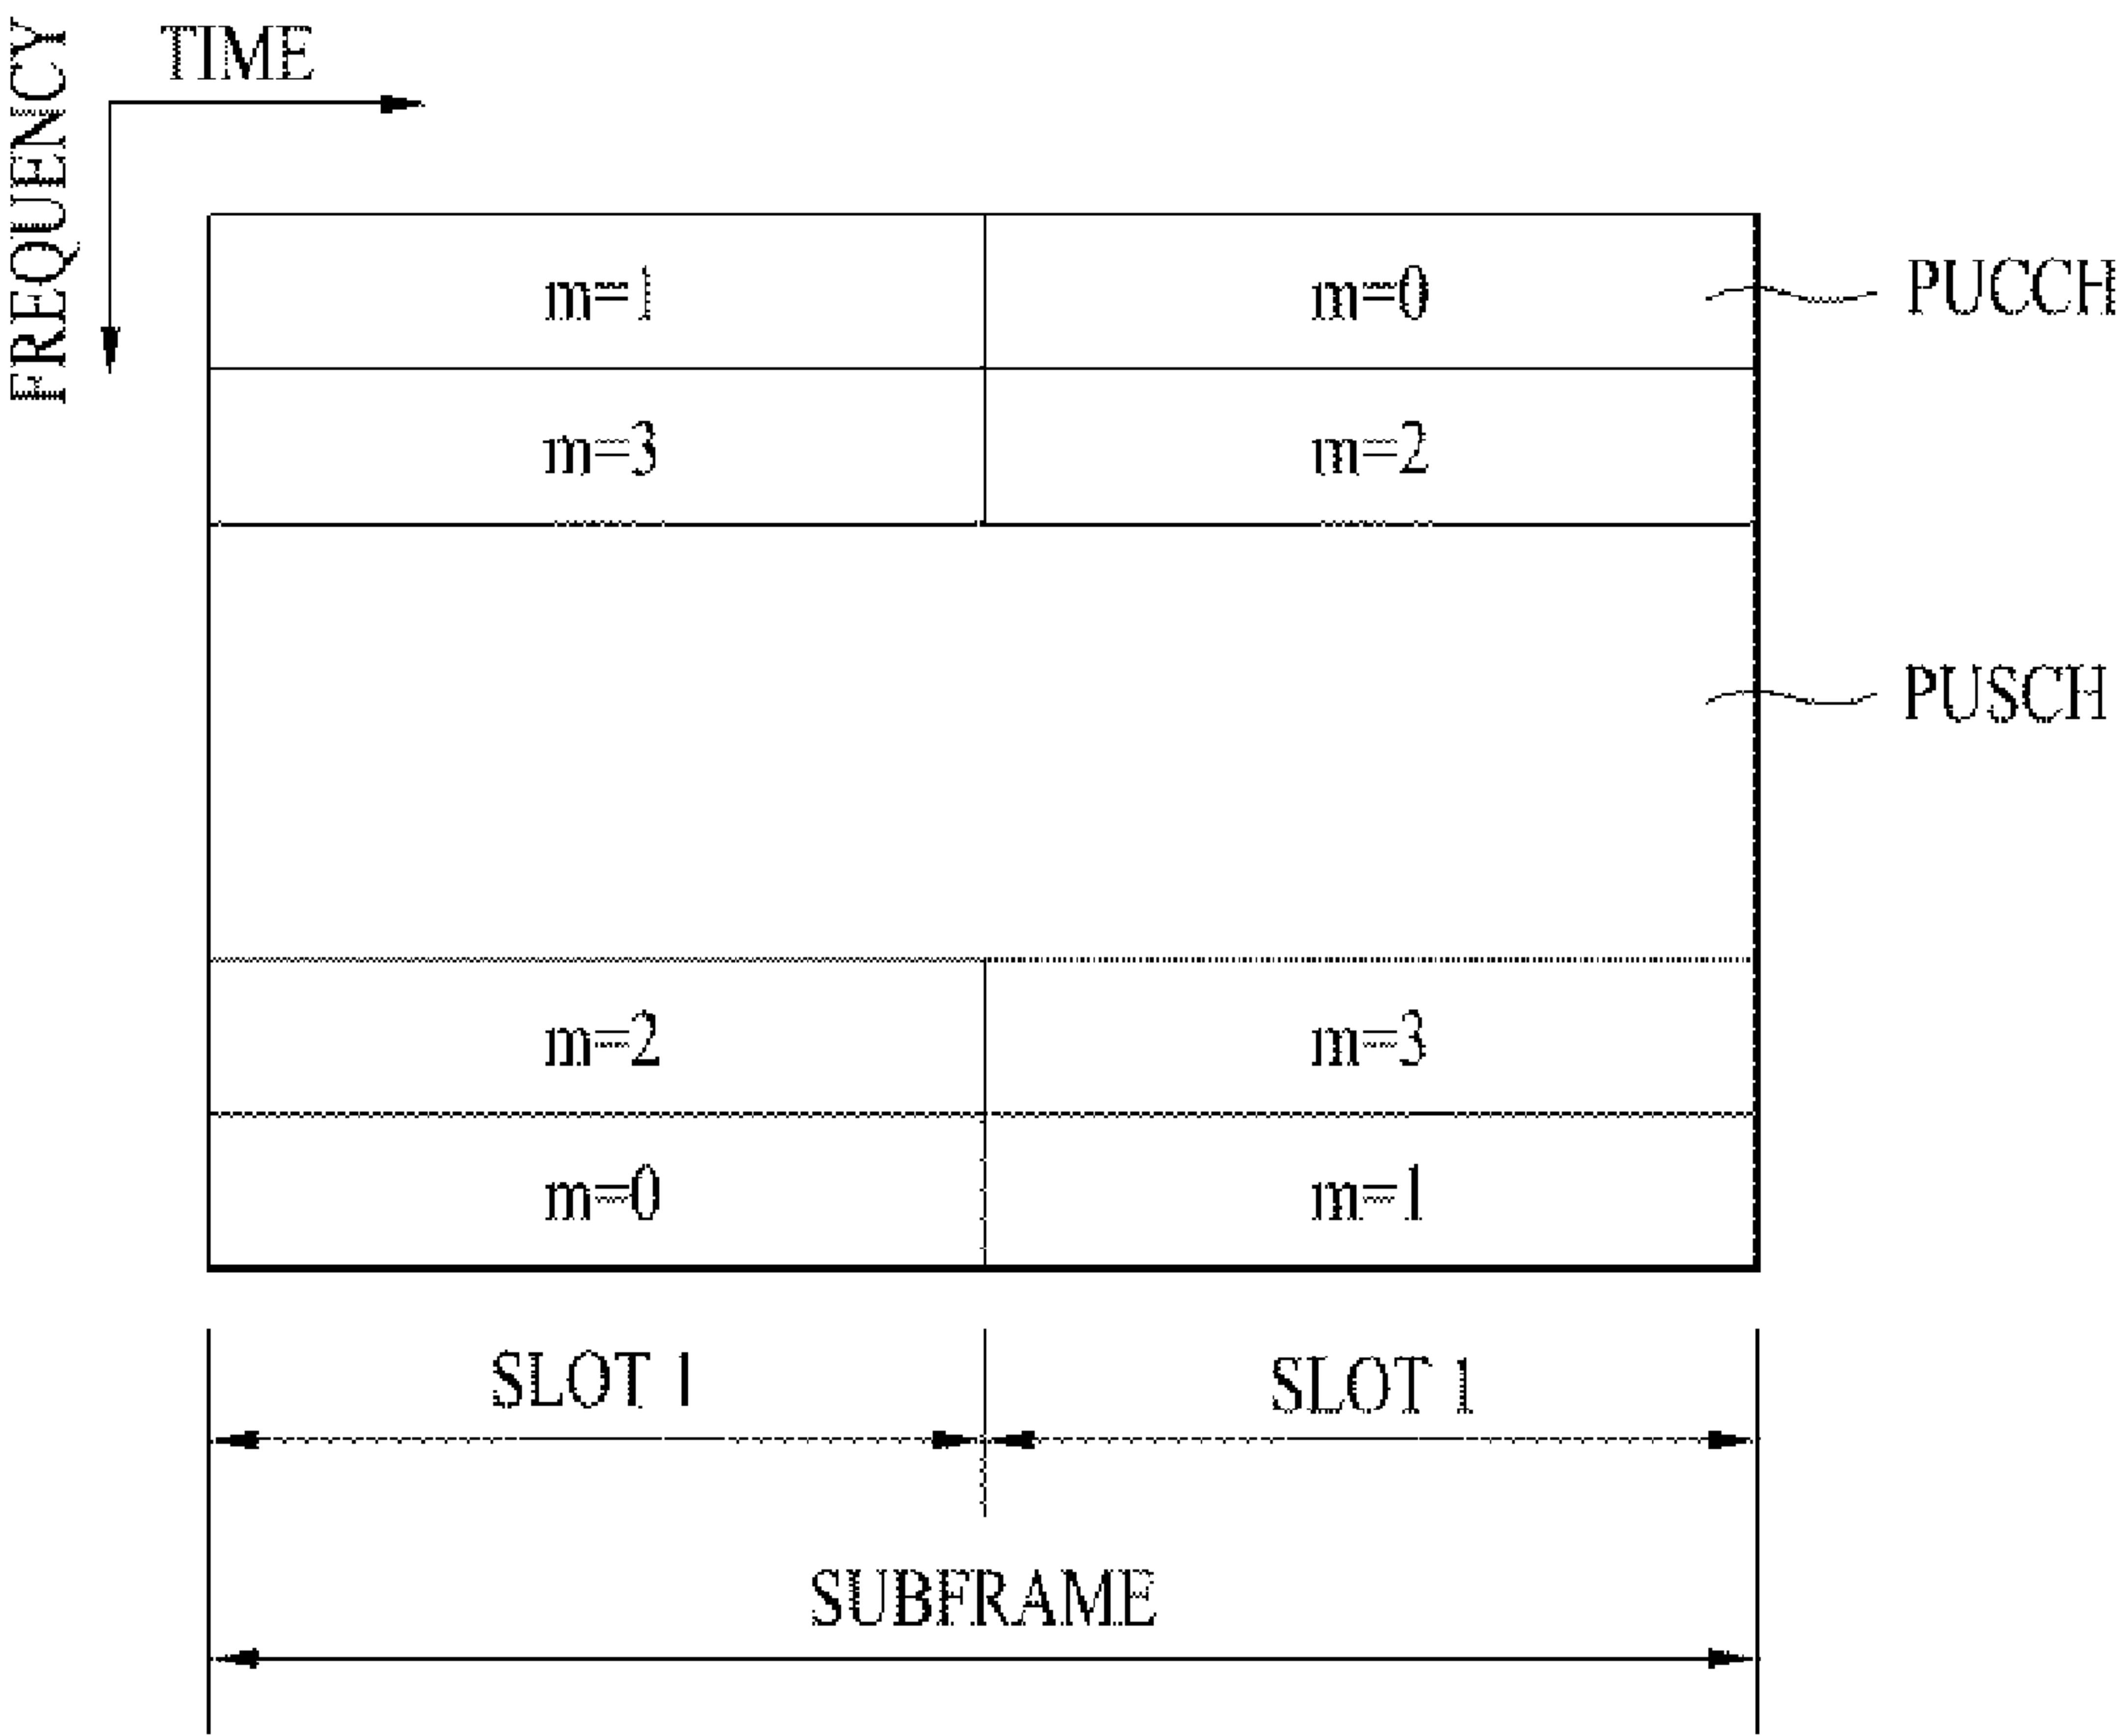 TIME
FREQUENCY
m=1 m=0 PUCCH
m=3 m=2
PUSCH
m=2 m=3
m=0 m=1
SLOT 1 SLOT 1
SUBFRAME